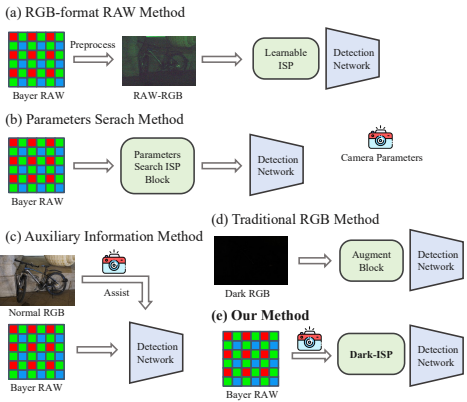 (a) RGB-format RAW Method
Preprocess
Bayer RAW
RAW-RGB
Learnable
ISP
Detection
Network
(b) Parameters Serach Method
Bayer RAW
Parameters
Search ISP
Block
Detection
Network
Camera Parameters
(c) Auxiliary Information Method
Normal RGB
Assist
Bayer RAW
Detection
Network
(d) Traditional RGB Method
Dark RGB
Augment
Block
Detection
Network
(e) Our Method
Bayer RAW
Dark-ISP
Detection
Network